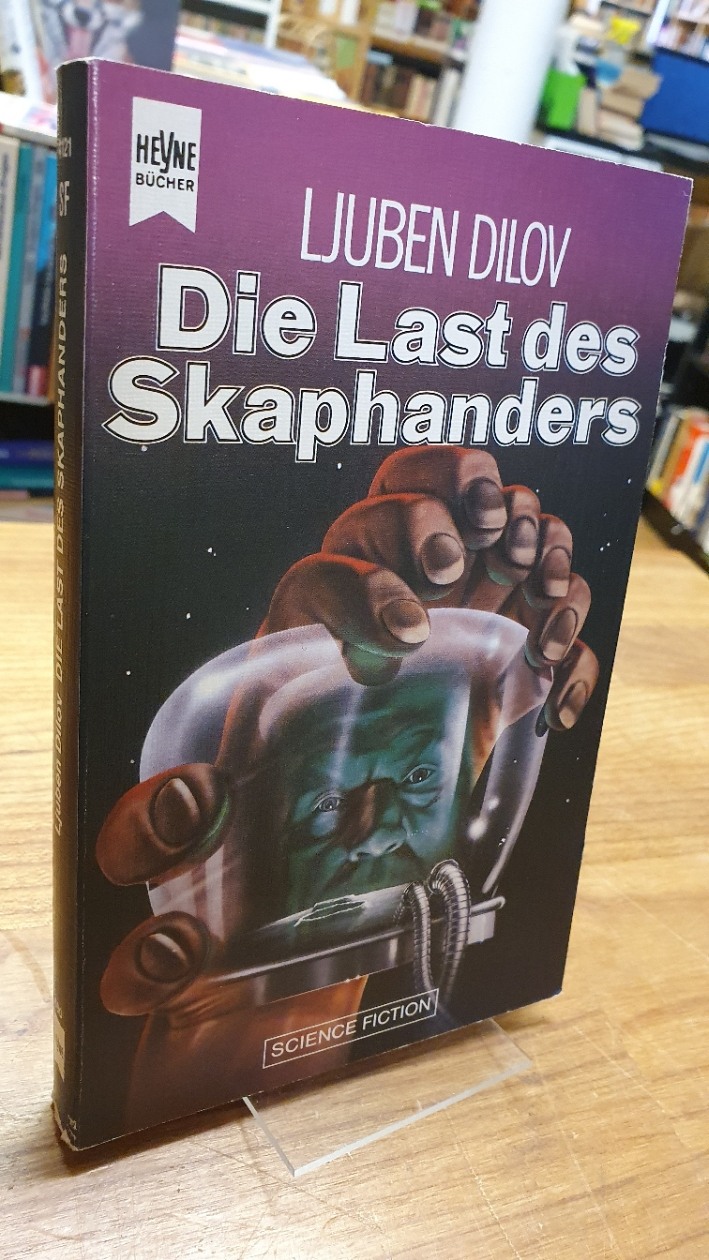 HEYNE
BÜCHER
LJUBEN DILOV
Die Last des
Skaphanders
SCIENCE FICTION
SF
Ljuben Dilov DIE LAST DES SKAPHANDERS